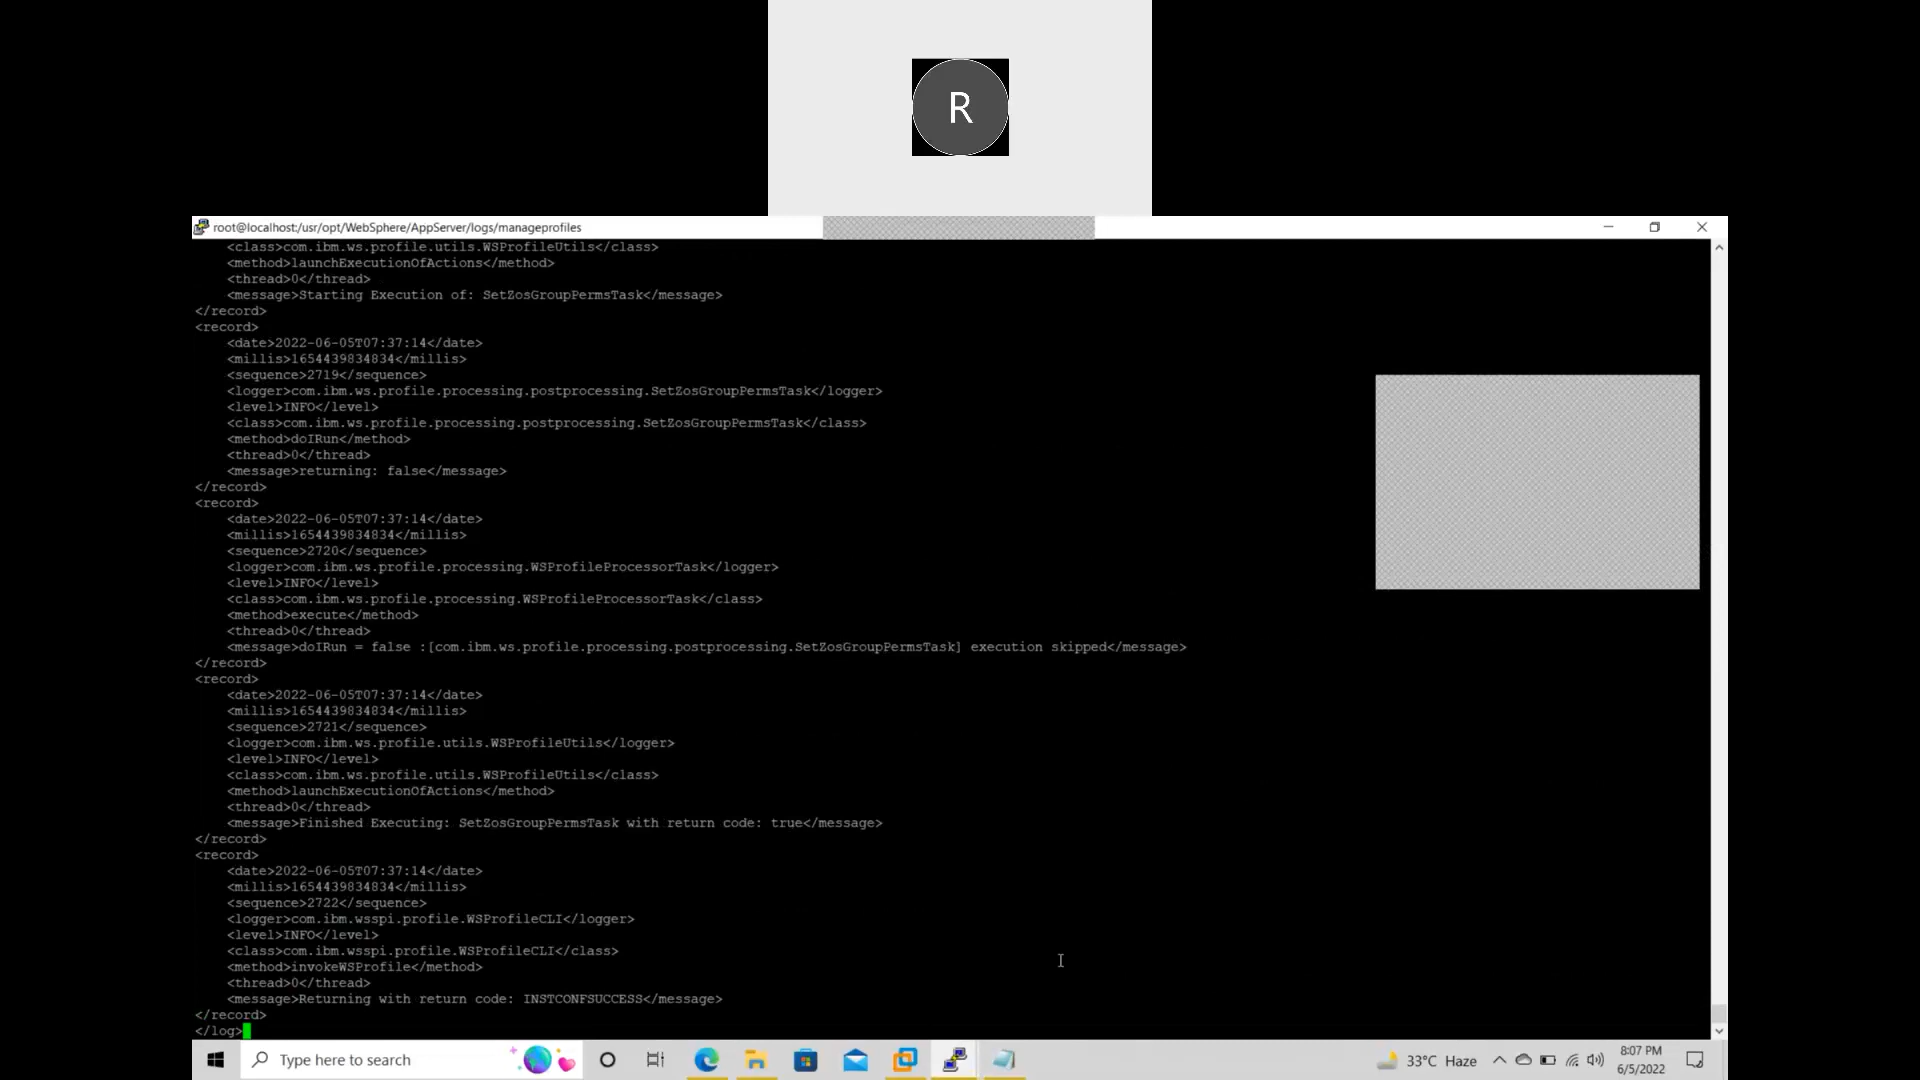 R
root@localhost:/usr/opt/WebSphere/AppServer/logs/manageprofiles
<class>com.ibm.ws.profile.utils.WSProfileUtils</class>
<method>launchExecutionOfActions</method>
<thread>0</thread>
<message>Starting Execution of: SetZosGroupPermsTask</message>
</record>
<record>
<date>2022-06-05T07:37:14</date>
<millis>1654439834834</millis>
<sequence>2719</sequence>
<logger>com.ibm.ws.profile.processing.postprocessing.SetZosGroupPermsTask</logger>
<level>INFO</level>
<class>com.ibm.ws.profile.processing.postprocessing.SetZosGroupPermsTask</class>
<method>doIRun</method>
<thread>0</thread>
<message>returning: false</message>
</record>
<record>
<date>2022-06-05T07:37:14</date>
<millis>1654439834834</millis>
<sequence>2720</sequence>
<logger>com.ibm.ws.profile.processing.WSProfileProcessorTask</logger>
<level>INFO</level>
<class>com.ibm.ws.profile.processing.WSProfileProcessorTask</class>
<method>execute</method>
<thread>0</thread>
<message>doIRun = false :[com.ibm.ws.profile.processing.postprocessing.SetZosGroupPermsTask] execution skipped</message>
</record>
<record>
<date>2022-06-05T07:37:14</date>
<millis>1654439834834</millis>
<sequence>2721</sequence>
<logger>com.ibm.ws.profile.utils.WSProfileUtils</logger>
<level>INFO</level>
<class>com.ibm.ws.profile.utils.WSProfileUtils</class>
<method>launchExecutionOfActions</method>
<thread>0</thread>
<message>Finished Executing: SetZosGroupPermsTask with return code: true</message>
</record>
<record>
<date>2022-06-05T07:37:14</date>
<millis>1654439834834</millis>
<sequence>2722</sequence>
<logger>com.ibm.wsspi.profile.WSProfileCLI</logger>
<level>INFO</level>
<class>com.ibm.wsspi.profile.WSProfileCLI</class>
<method>invokeWSProfile</method>
<thread>0</thread>
<message>Returning with return code: INSTCONFSUCCESS</message>
</record>
</log>
Type here to search
33°C Haze
8:07 PM
6/5/2022